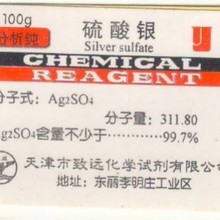 100g
硫酸银
Silver sulfate
分析纯
CHEMICAL
REAGENT
分子式：Ag₂SO₄
分子量：311.80
Ag₂SO₄含量不少于——99.7%
天津市致远化学试剂有限公
地址：东丽李明庄工业区